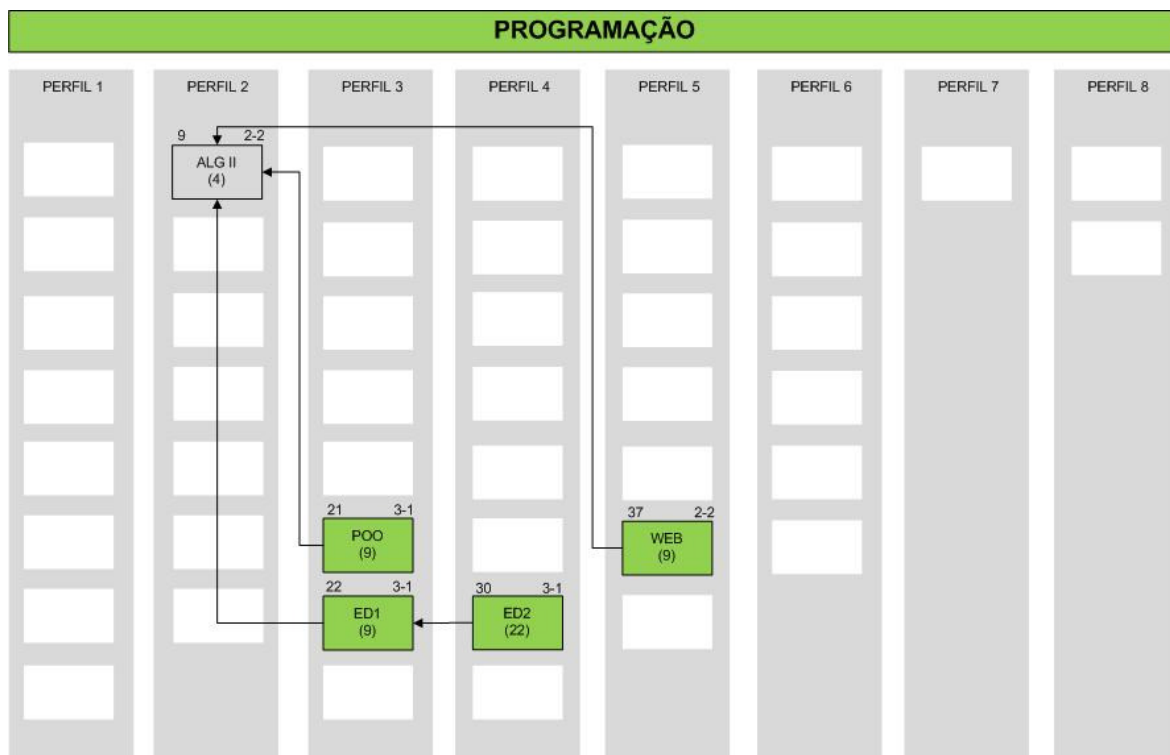 PROGRAMAÇÃO
PERFIL 1 PERFIL 2 PERFIL 3 PERFIL 4 PERFIL 5 PERFIL 6 PERFIL 7 PERFIL 8
9 2-2
ALG II
(4)
21 3-1
POO
(9)
37 2-2
WEB
(9)
22 3-1
ED1
(9)
30 3-1
ED2
(22)